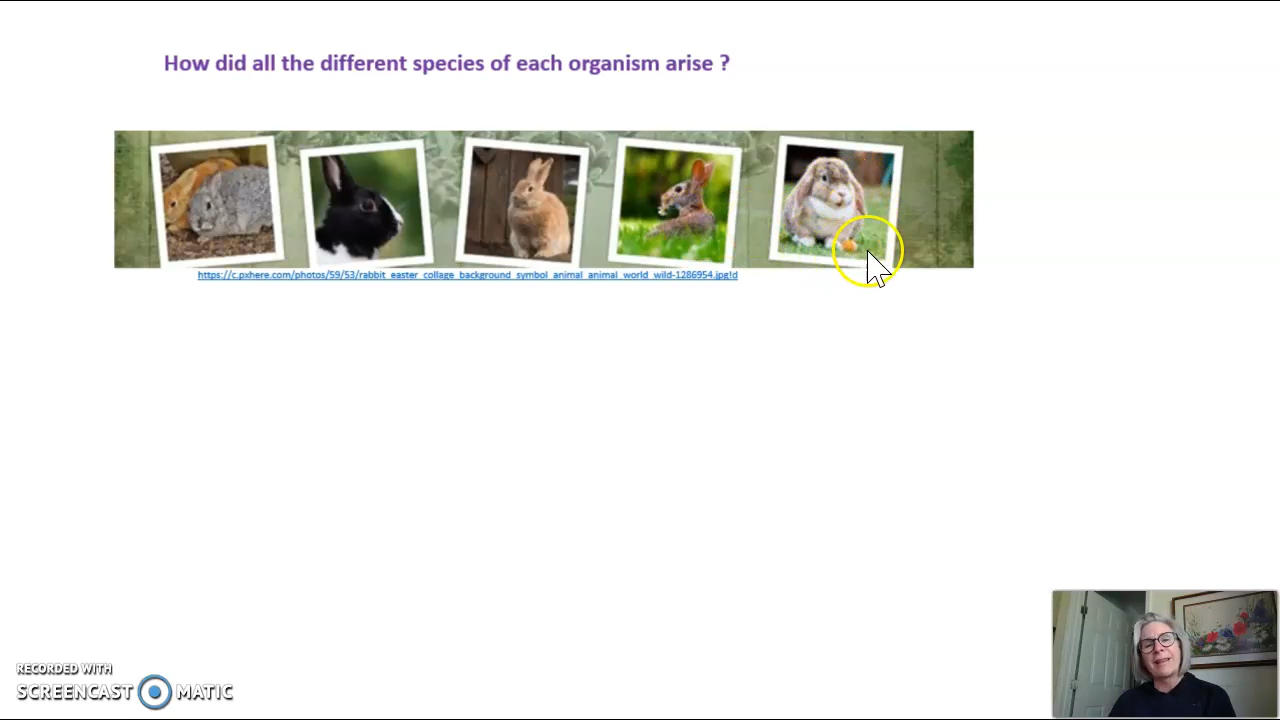 How did all the different species of each organism arise ?
https://c.pxhere.com/photos/59/53/rabbit_easter_collage_background_symbol_animal_animal_world_wild-1286954.jpg!d
RECORDED WITH
SCREENCAST MATIC